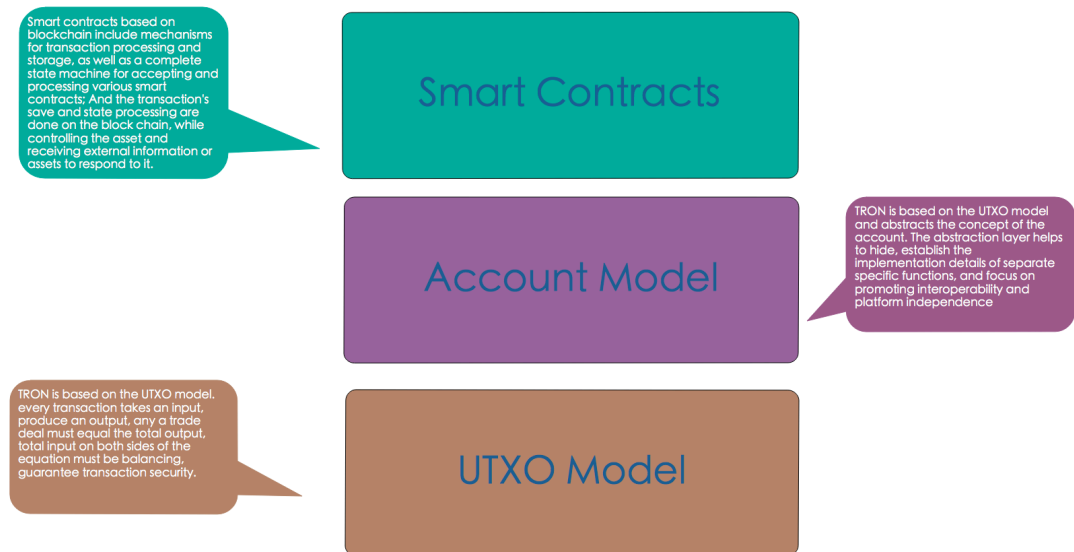 Smart contracts based on
blockchain include mechanisms
for transaction processing and
storage, as well as a complete
state machine for accepting and
processing various smart
contracts; And the transaction's
save and state processing are
done on the block chain, while
controlling the asset and
receiving external information or
assets to respond to it.
Smart Contracts
TRON is based on the UTXO model
and abstracts the concept of the
account. The abstraction layer helps
to hide, establish the
implementation details of separate
specific functions, and focus on
promoting interoperability and
platform independence
Account Model
TRON is based on the UTXO model.
every transaction takes an input,
produce an output, any a trade
deal must equal the total output,
total input on both sides of the
equation must be balancing,
guarantee transaction security.
UTXO Model